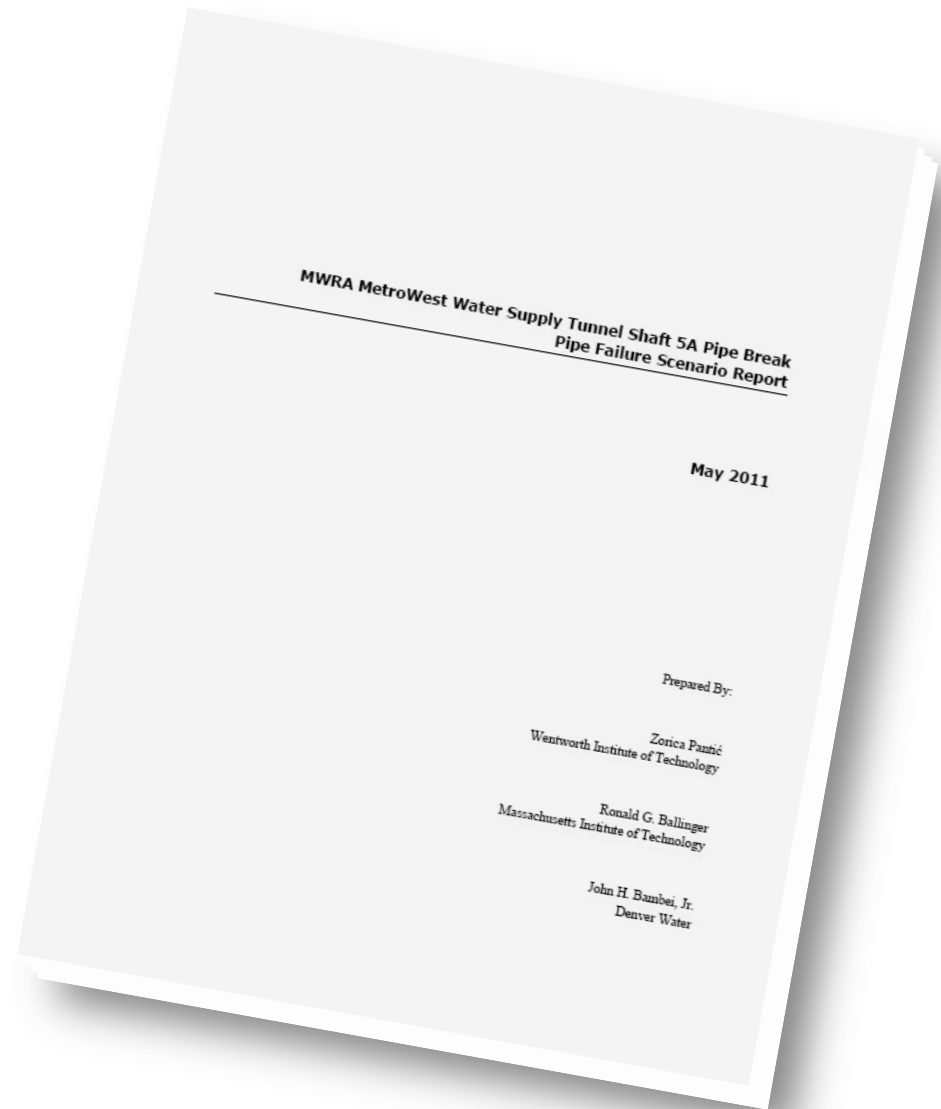 MWRA MetroWest Water Supply Tunnel Shaft 5A Pipe Break
Pipe Failure Scenario Report
May 2011
Prepared By:
Zorica Pantić
Wentworth Institute of Technology
Ronald G. Ballinger
Massachusetts Institute of Technology
John H. Bambei, Jr.
Denver Water